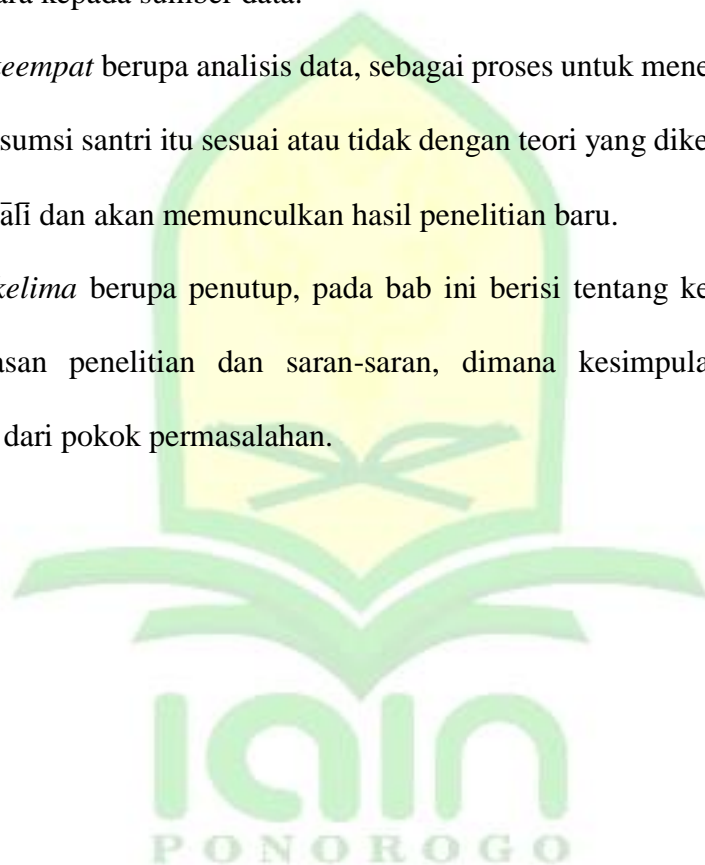 kepada sumber data.
keempat berupa analisis data, sebagai proses untuk mene
sumsi santri itu sesuai atau tidak dengan teori yang dike
ālī dan akan memunculkan hasil penelitian baru.
kelima berupa penutup, pada bab ini berisi tentang ke
asan penelitian dan saran-saran, dimana kesimpula
dari pokok permasalahan.
iain
PONOROGO